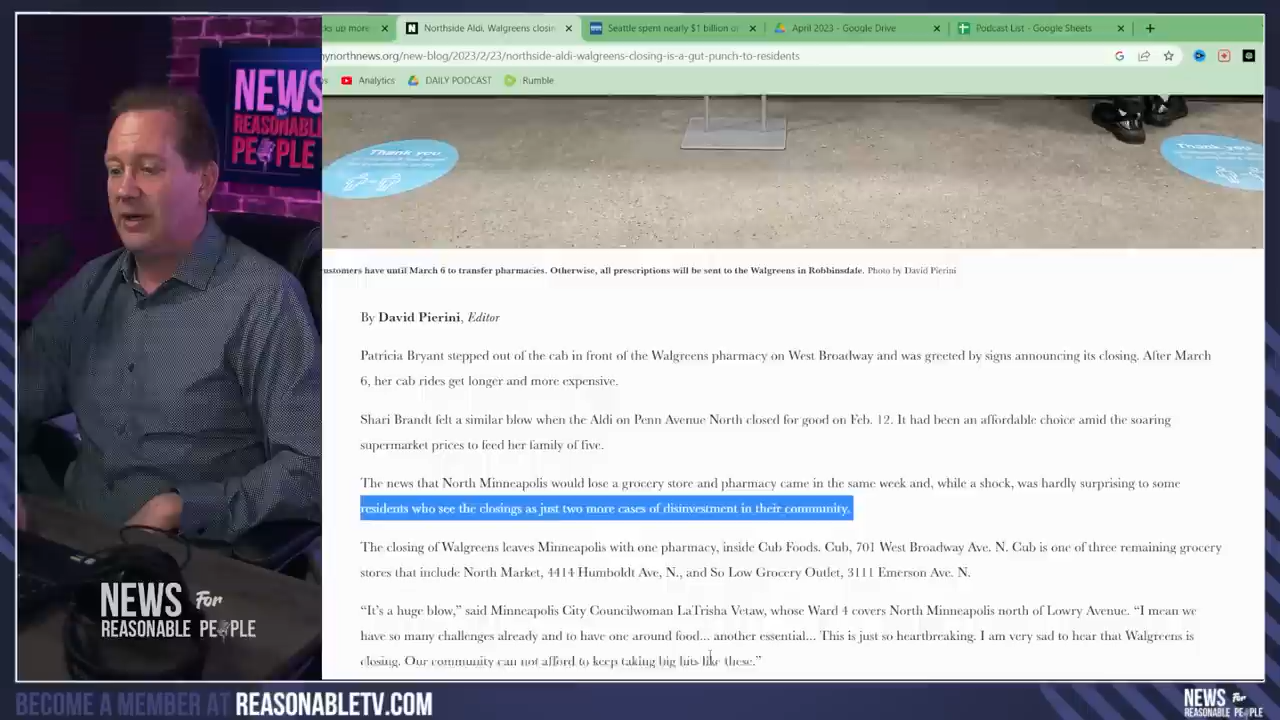 cks up more
Northside Aldi, Walgreens closin
Seattle spent nearly $1 billion o
April 2023 - Google Drive
Podcast List - Google Sheets
mynorthnews.org/new-blog/2023/2/23/northside-aldi-walgreens-closing-is-a-gut-punch-to-residents
Analytics
DAILY PODCAST
Rumble
NEWS
For
REASONABLE
PEOPLE
Thank you
Thank you
customers have until March 6 to transfer pharmacies. Otherwise, all prescriptions will be sent to the Walgreens in Robbinsdale. Photo by David Pierini
By David Pierini, Editor
Patricia Bryant stepped out of the cab in front of the Walgreens pharmacy on West Broadway and was greeted by signs announcing its closing. After March
6, her cab rides get longer and more expensive.
Shari Brandt felt a similar blow when the Aldi on Penn Avenue North closed for good on Feb. 12. It had been an affordable choice amid the soaring
supermarket prices to feed her family of five.
The news that North Minneapolis would lose a grocery store and pharmacy came in the same week and, while a shock, was hardly surprising to some
residents who see the closings as just two more cases of disinvestment in their community.
The closing of Walgreens leaves Minneapolis with one pharmacy, inside Cub Foods. Cub, 701 West Broadway Ave. N. Cub is one of three remaining grocery
stores that include North Market, 4414 Humboldt Ave, N., and So Low Grocery Outlet, 3111 Emerson Ave. N.
“It’s a huge blow,” said Minneapolis City Councilwoman LaTrisha Vetaw, whose Ward 4 covers North Minneapolis north of Lowry Avenue. “I mean we
have so many challenges already and to have one around food... another essential... This is just so heartbreaking. I am very sad to hear that Walgreens is
closing. Our community can not afford to keep taking big hits like these.”
NEWS For
REASONABLE PEOPLE
BECOME A MEMBER AT REASONABLETV.COM
NEWS For
REASONABLE PEOPLE